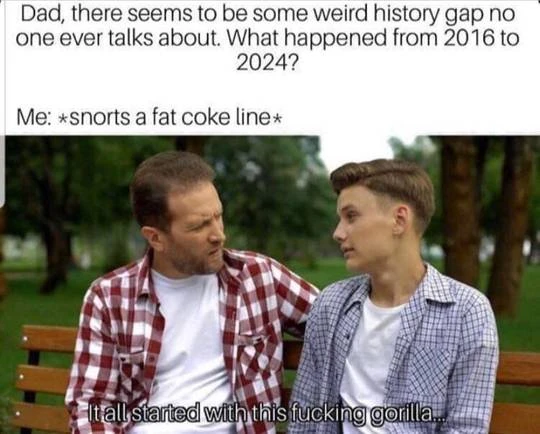 Dad, there seems to be some weird history gap no
one ever talks about. What happened from 2016 to
2024?
Me: *snorts a fat coke line*
It all started with this fucking gorilla...